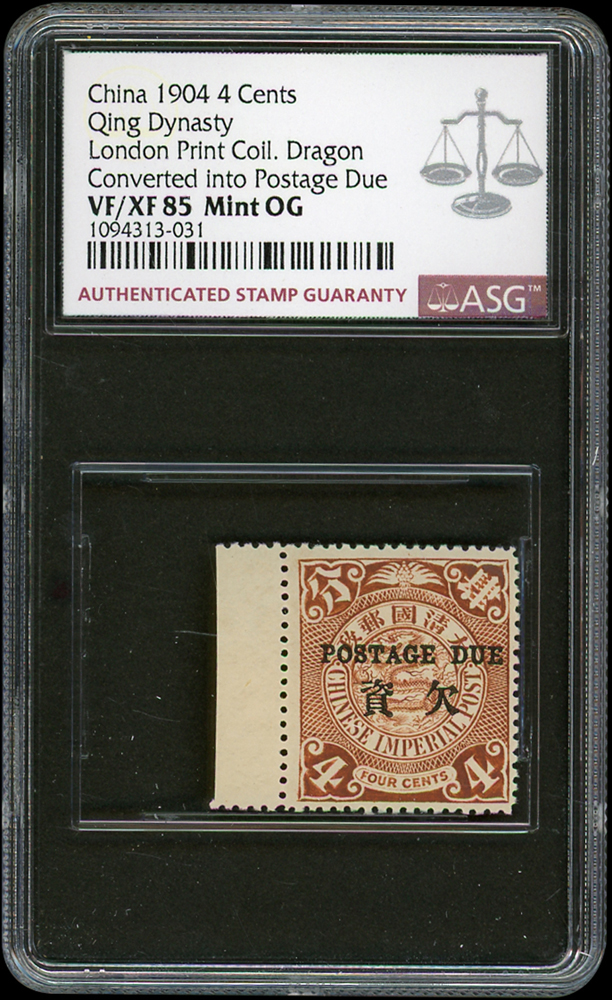 China 1904 4 Cents
Qing Dynasty
London Print Coil. Dragon
Converted into Postage Due
VF/XF 85 Mint OG
1094313-031
AUTHENTICATED STAMP GUARANTY
ASG™
分
大清國郵政
POSTAGE DUE
欠資
CHINESE IMPERIAL POST
4 FOUR CENTS 4